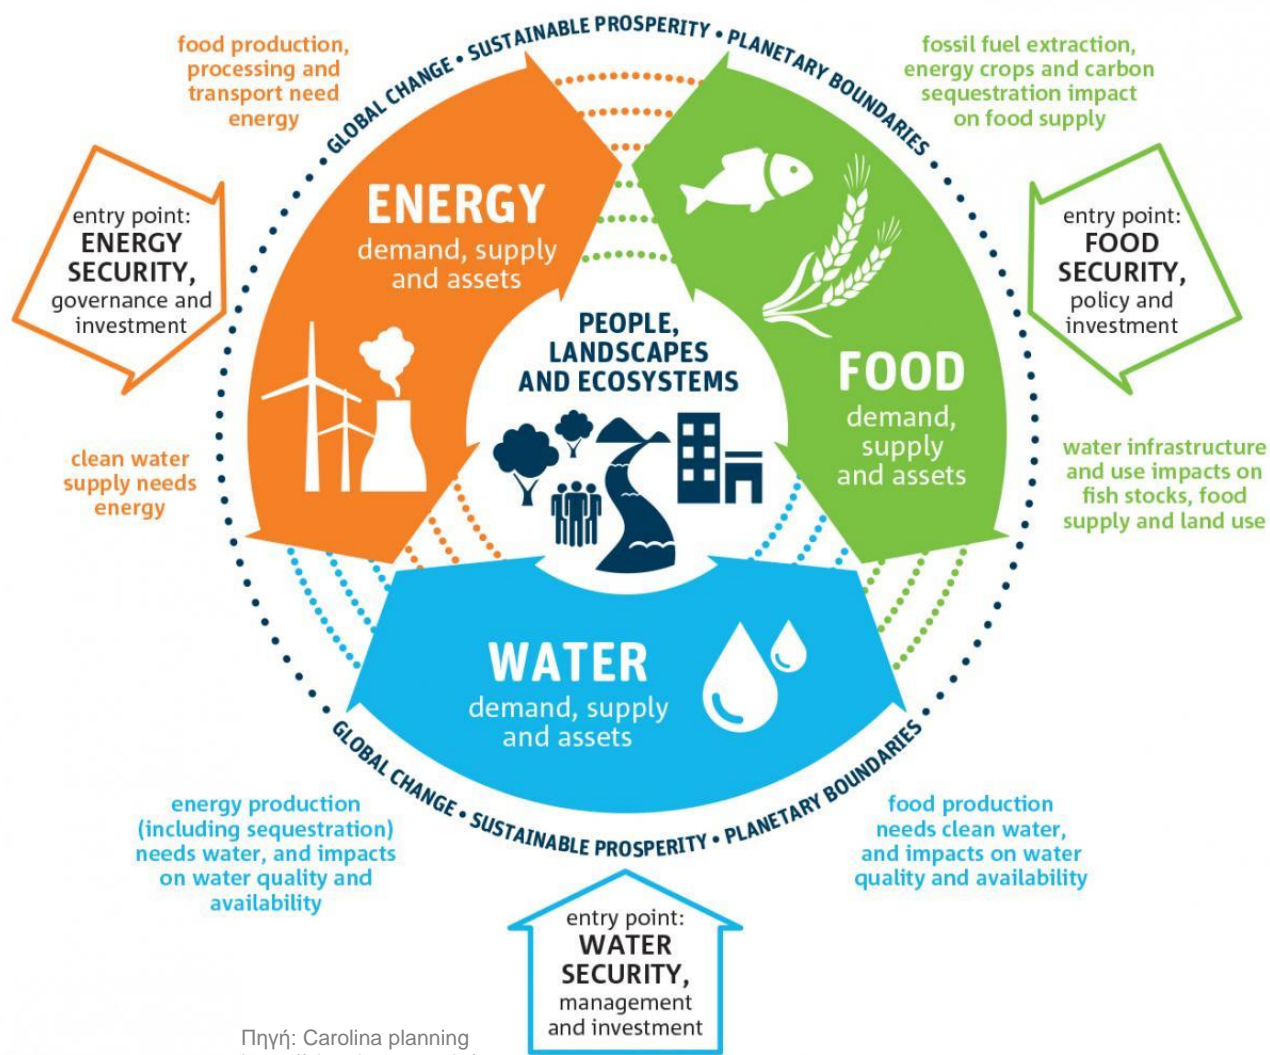 GLOBAL CHANGE • SUSTAINABLE PROSPERITY • PLANETARY BOUNDARIES
food production,
processing and
transport need
energy
fossil fuel extraction,
energy crops and carbon
sequestration impact
on food supply
entry point:
ENERGY
SECURITY,
governance and
investment
ENERGY
demand, supply
and assets
entry point:
FOOD
SECURITY,
policy and
investment
PEOPLE,
LANDSCAPES
AND ECOSYSTEMS
FOOD
demand,
supply
and assets
clean water
supply needs
energy
water infrastructure
and use impacts on
fish stocks, food
supply and land use
WATER
demand, supply
and assets
GLOBAL CHANGE • SUSTAINABLE PROSPERITY • PLANETARY BOUNDARIES
energy production
(including sequestration)
needs water, and impacts
on water quality and
availability
food production
needs clean water,
and impacts on water
quality and availability
entry point:
WATER
SECURITY,
management
and investment
Πηγή: Carolina planning